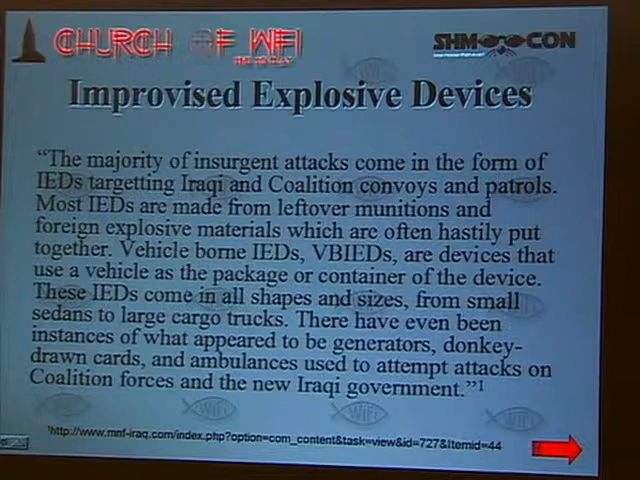 CHURCH OF WIFI
SHMOOCON
Improvised Explosive Devices
“The majority of insurgent attacks come in the form of
IEDs targetting Iraqi and Coalition convoys and patrols.
Most IEDs are made from leftover munitions and
foreign explosive materials which are often hastily put
together. Vehicle borne IEDs, VBIEDs, are devices that
use a vehicle as the package or container of the device.
These IEDs come in all shapes and sizes, from small
sedans to large cargo trucks. There have even been
instances of what appeared to be generators, donkey-
drawn cards, and ambulances used to attempt attacks on
Coalition forces and the new Iraqi government.”¹
WiFi WiFi WiFi WiFi
¹http://www.mnf-iraq.com/index.php?option=com_content&task=view&id=727&Itemid=44